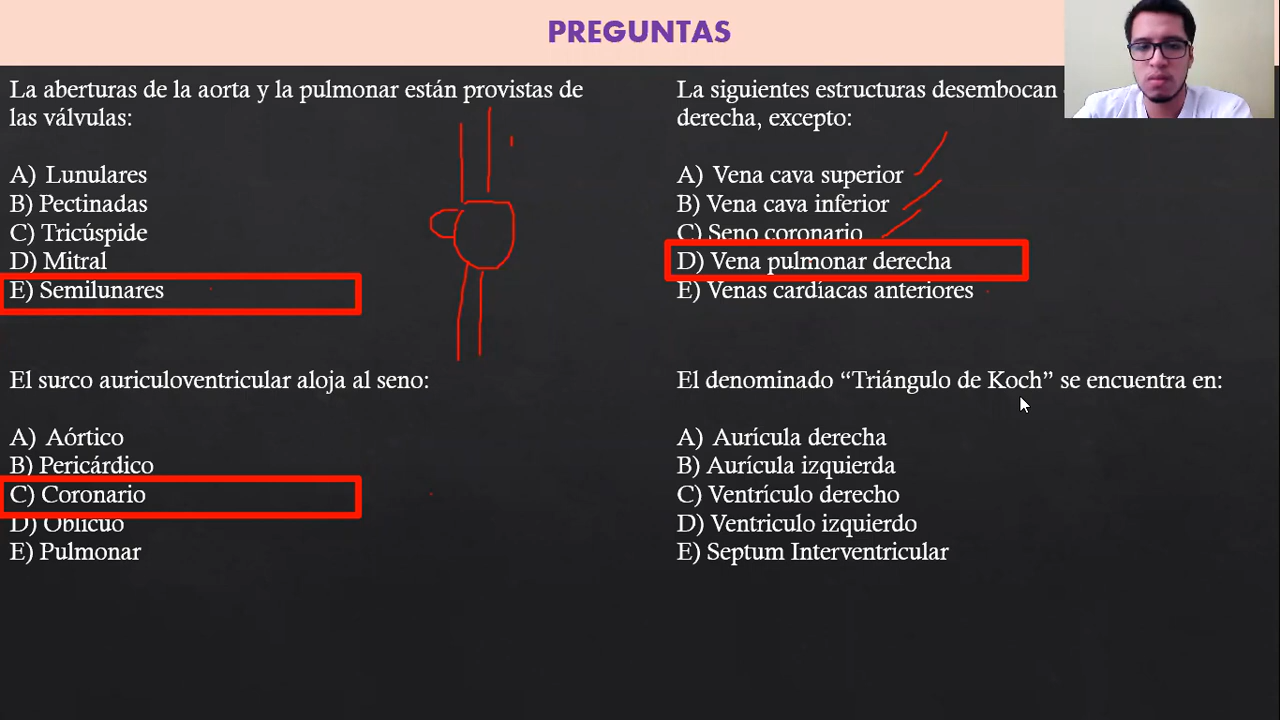 PREGUNTAS
La aberturas de la aorta y la pulmonar están provistas de
las válvulas:
A) Lunulares
B) Pectinadas
C) Tricúspide
D) Mitral
E) Semilunares
La siguientes estructuras desembocan
derecha, excepto:
A) Vena cava superior
B) Vena cava inferior
C) Seno coronario
D) Vena pulmonar derecha
E) Venas cardíacas anteriores
El surco auriculoventricular aloja al seno:
A) Aórtico
B) Pericárdico
C) Coronario
D) Oblicuo
E) Pulmonar
El denominado “Triángulo de Koch” se encuentra en:
A) Aurícula derecha
B) Aurícula izquierda
C) Ventrículo derecho
D) Ventriculo izquierdo
E) Septum Interventricular